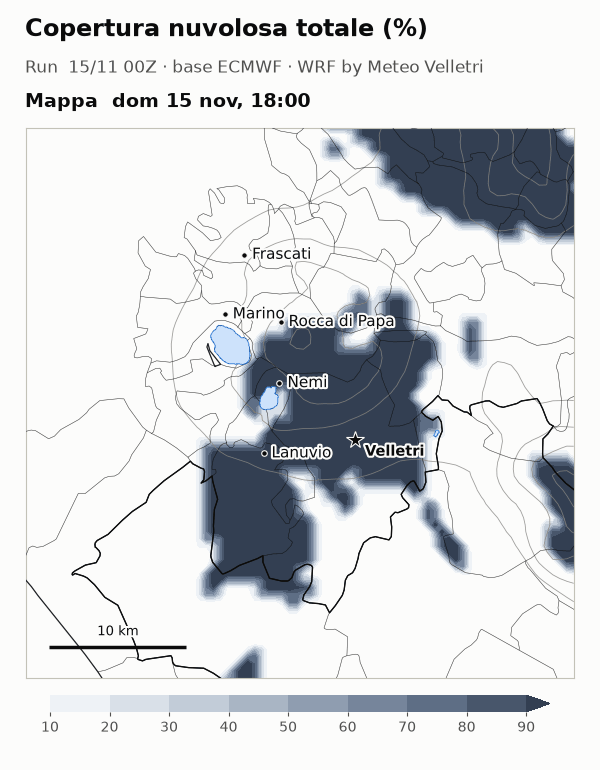 Copertura nuvolosa totale (%)
Run  15/11 00Z · base ECMWF · WRF by Meteo Velletri
Mappa  dom 15 nov, 18:00
Frascati
Marino
Rocca di Papa
Nemi
Velletri
Lanuvio
10 km
10 20 30 40 50 60 70 80 90